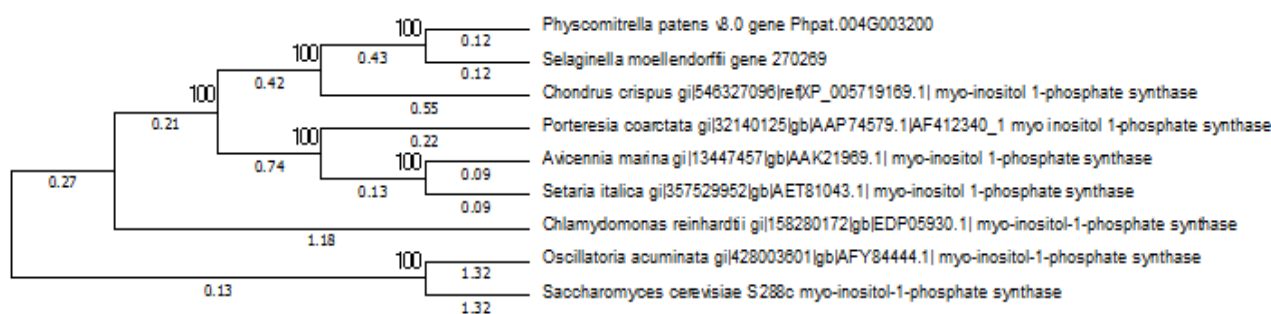 100
Physcomitrella patens v8.0 gene Phpat.004G003200
0.12
100
0.43
Selaginella moellendorffii gene 270269
0.12
100
0.42
Chondrus crispus gi|546327096|ref|XP_005719169.1| myo-inositol 1-phosphate synthase
0.55
0.21
100
Porteresia coarctata gi|32140125|gb|AAP74579.1|AF412340_1 myo inositol 1-phosphate synthase
0.22
0.74
100
Avicennia marina gi|13447457|gb|AAK21969.1| myo-inositol 1-phosphate synthase
0.09
0.27
0.13
Setaria italica gi|357529952|gb|AET81043.1| myo-inositol 1-phosphate synthase
0.09
Chlamydomonas reinhardtii gi|158280172|gb|EDP05930.1| myo-inositol-1-phosphate synthase
1.18
100
Oscillatoria acuminata gi|428003601|gb|AFY84444.1| myo-inositol-1-phosphate synthase
1.32
0.13
Saccharomyces cerevisiae S288c myo-inositol-1-phosphate synthase
1.32